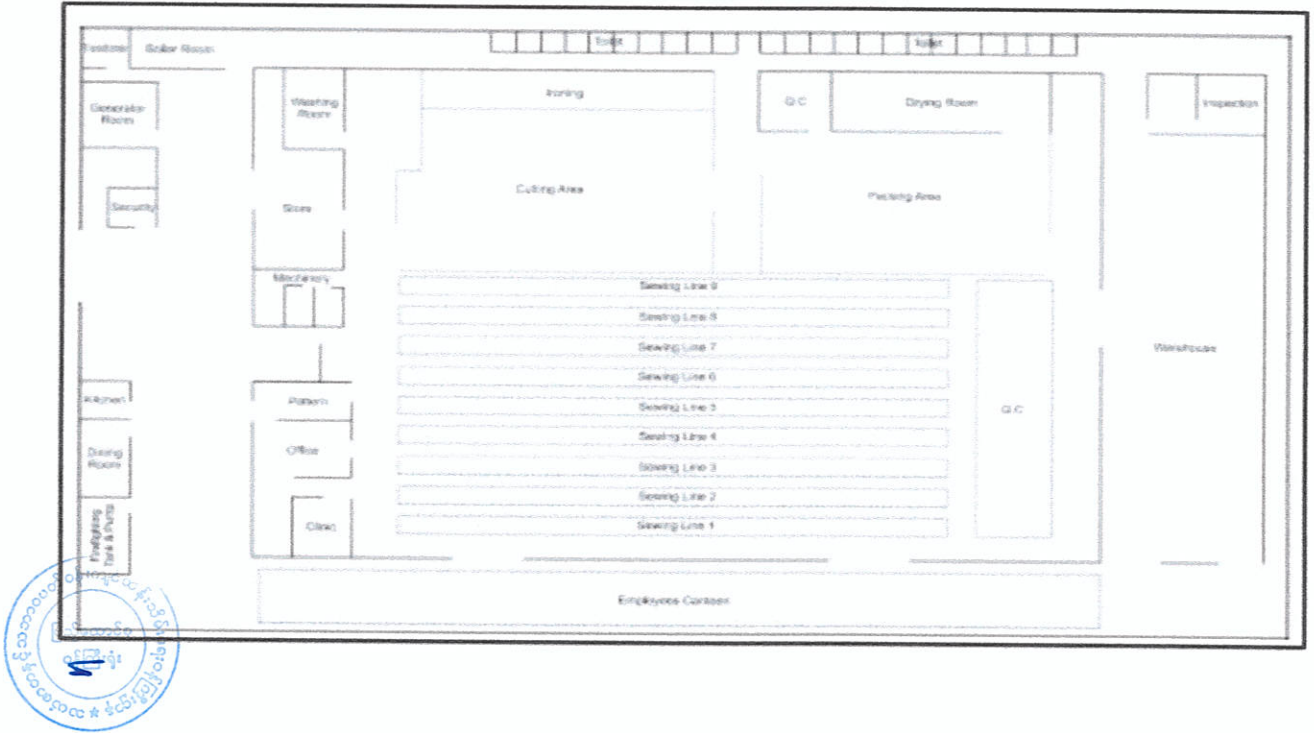 Boiler Room
Toilet
Toilet
Generator
Room
Washing
Room
Ironing
Q.C
Drying Room
Inspection
Security
Store
Cutting Area
Packing Area
Machinery
Sewing Line 9
Sewing Line 8
Sewing Line 7
Sewing Line 6
Sewing Line 5
Sewing Line 4
Sewing Line 3
Sewing Line 2
Sewing Line 1
Q.C
Warehouse
Kitchen
Pattern
Office
Dining
Room
Clinic
Firefighting
Tank & Pump
Employees Canteen